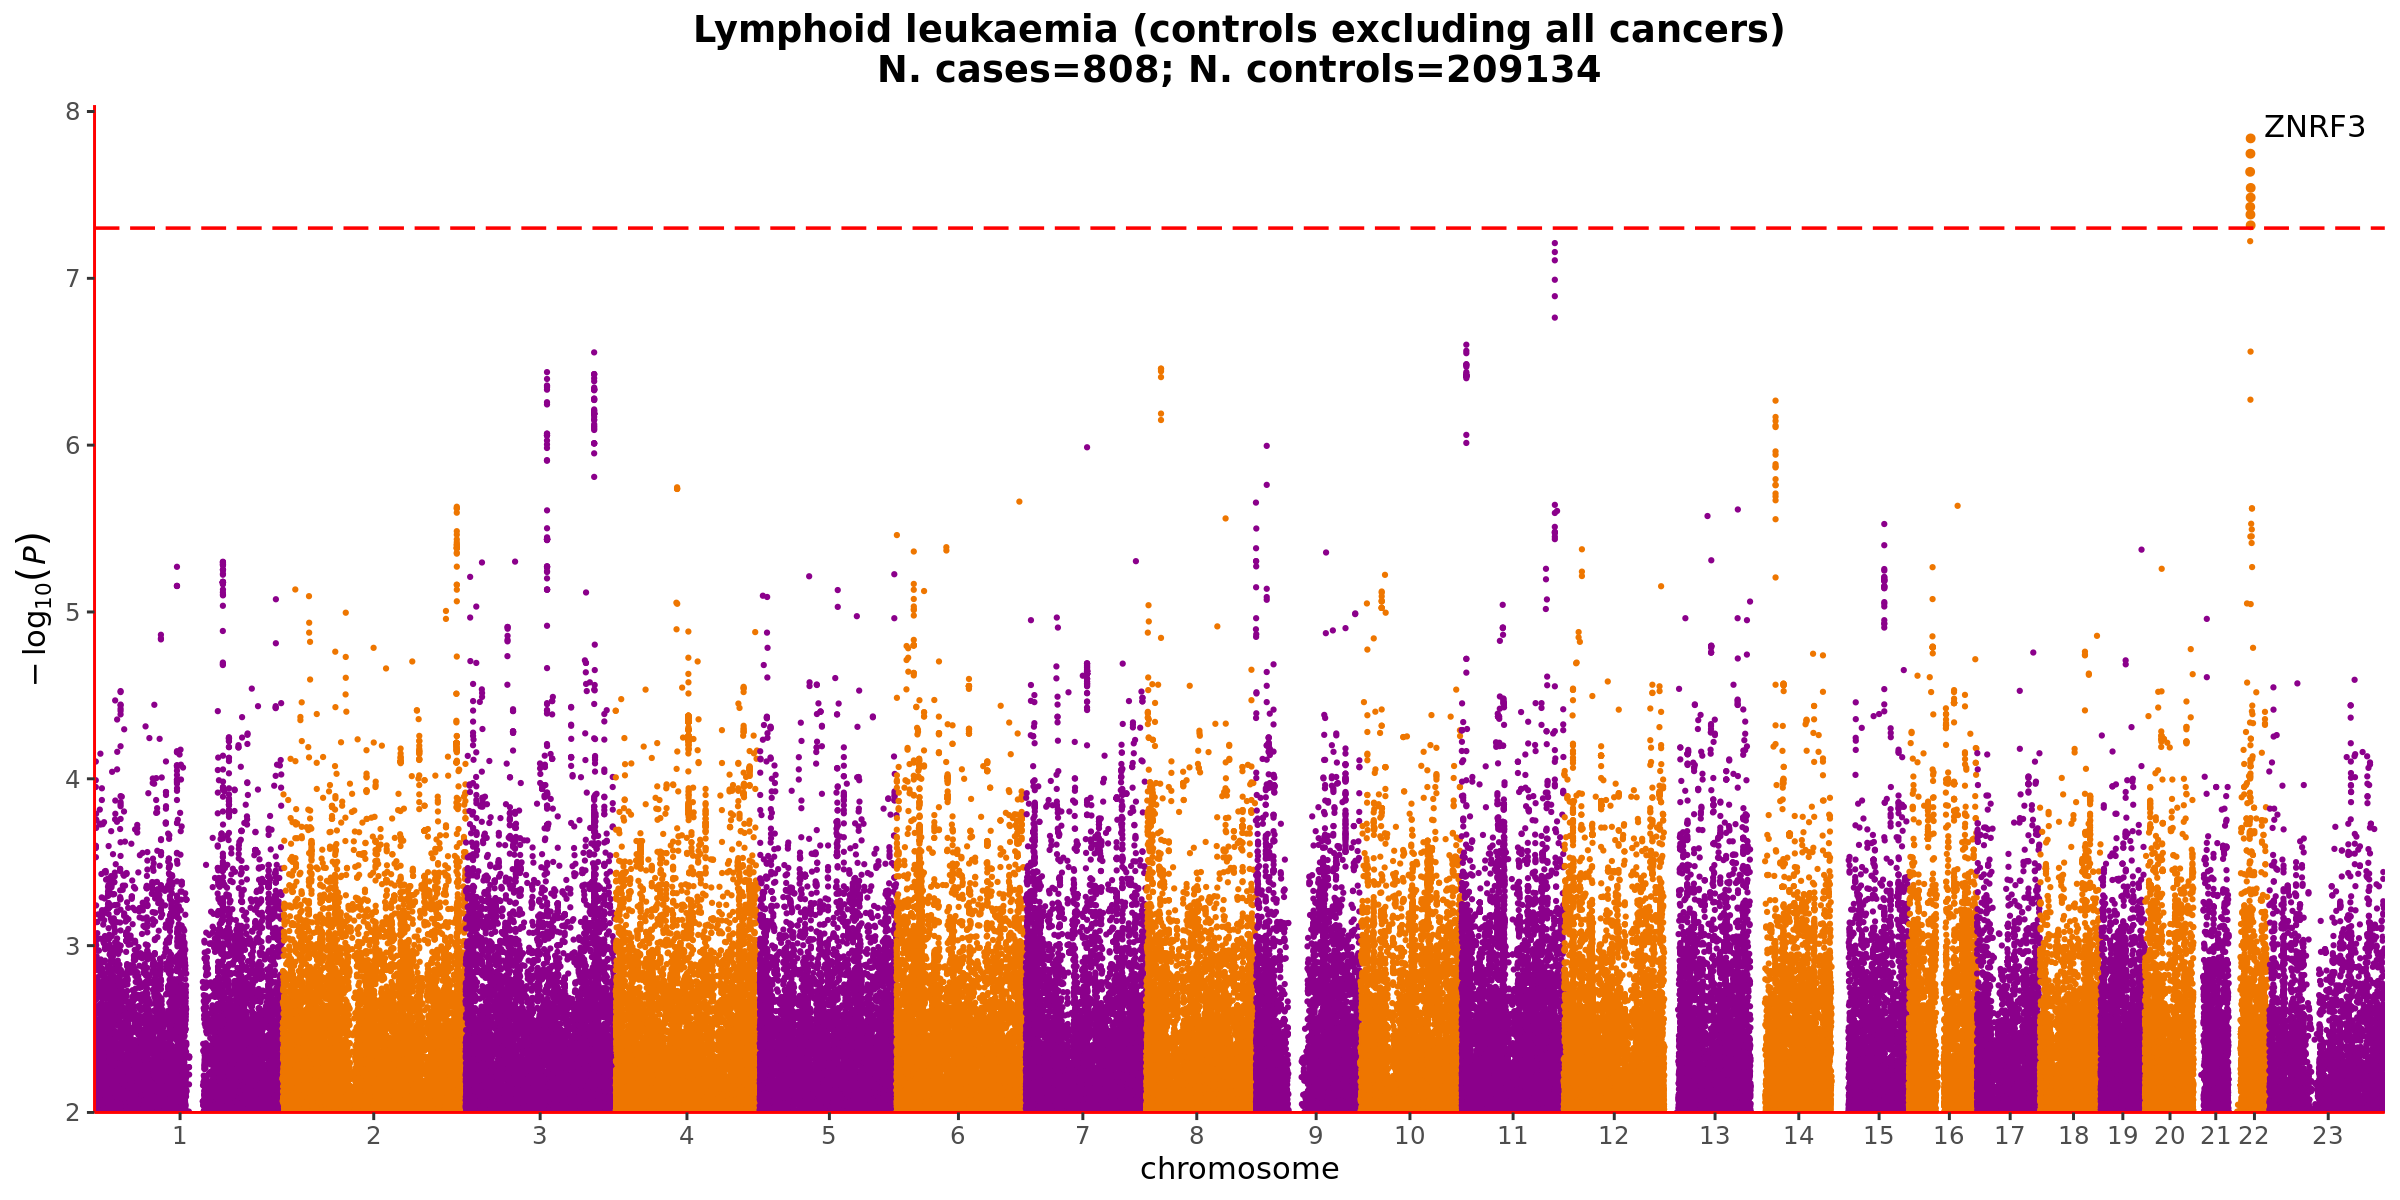 Lymphoid leukaemia (controls excluding all cancers)
N. cases=808; N. controls=209134
ZNRF3
8
7
6
5
4
3
2
−log10(P)
1 2 3 4 5 6 7 8 9 10 11 12 13 14 15 16 17 18 19 20 21 22 23
chromosome